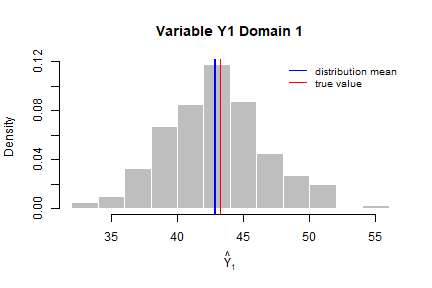 Variable Y1 Domain 1
distribution mean
true value
Density
0.00 0.04 0.08 0.12
35 40 45 50 55
Ŷ₁